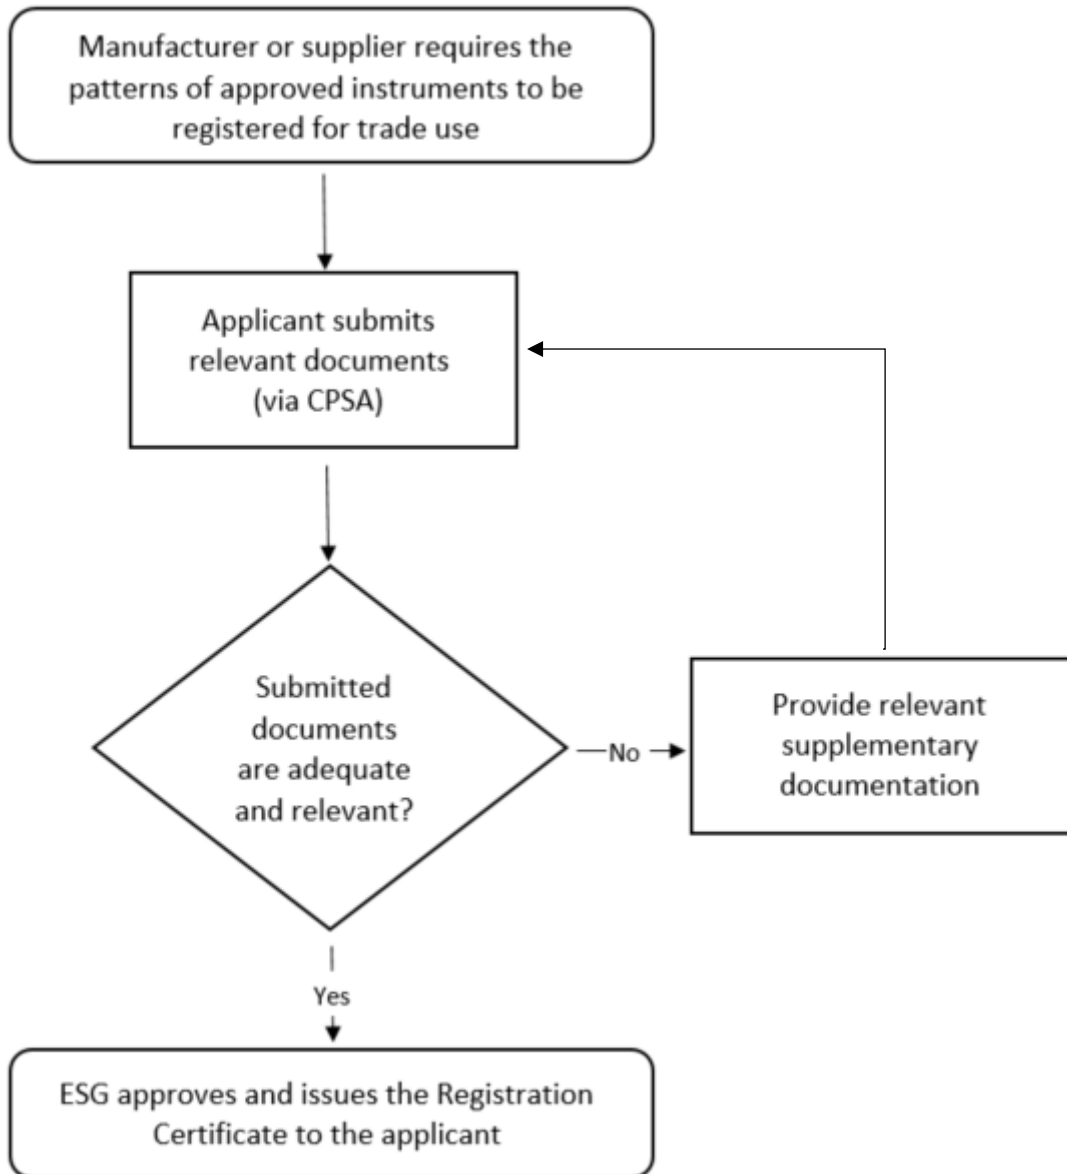 Manufacturer or supplier requires the
patterns of approved instruments to be
registered for trade use
Applicant submits
relevant documents
(via CPSA)
Submitted
documents
are adequate
and relevant?
No
Provide relevant
supplementary
documentation
Yes
ESG approves and issues the Registration
Certificate to the applicant